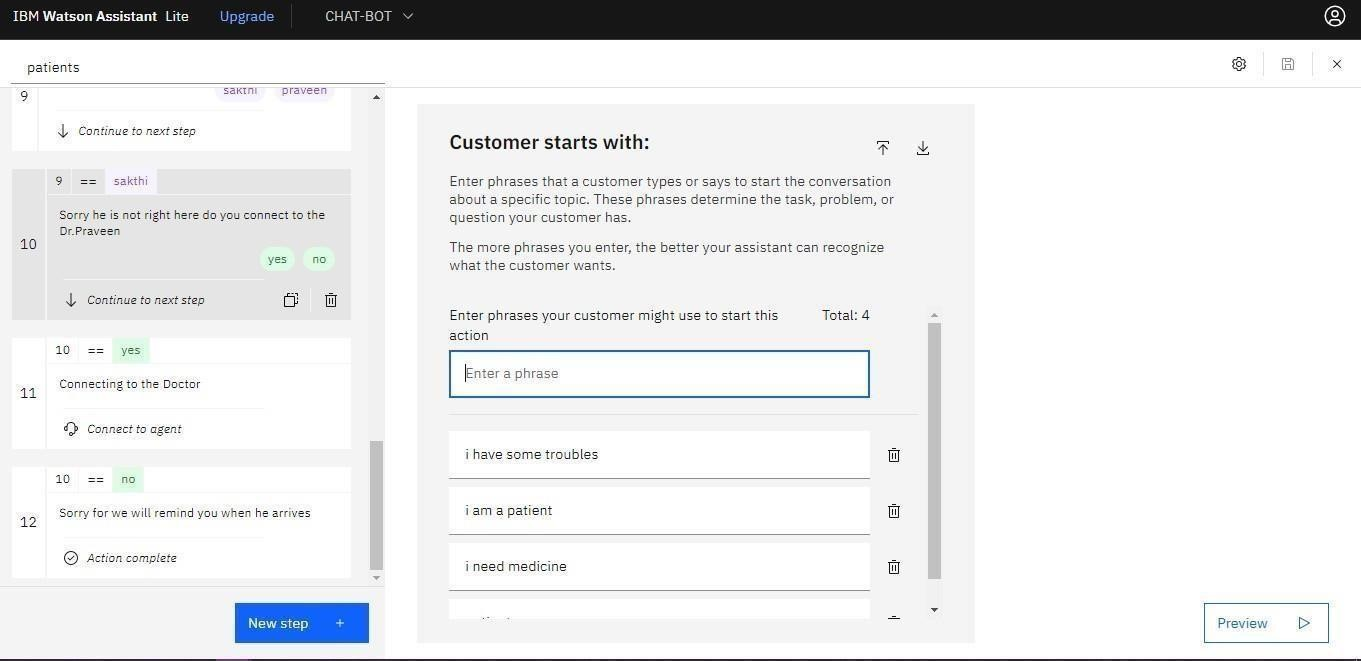 IBM Watson Assistant Lite Upgrade CHAT-BOT
patients
9 sakthi praveen
Continue to next step
9 == sakthi
Sorry he is not right here do you connect to the
Dr.Praveen
10
yes no
Continue to next step
10 == yes
Connecting to the Doctor
11
Connect to agent
10 == no
Sorry for we will remind you when he arrives
12
Action complete
New step +
Customer starts with:
Enter phrases that a customer types or says to start the conversation
about a specific topic. These phrases determine the task, problem, or
question your customer has.
The more phrases you enter, the better your assistant can recognize
what the customer wants.
Enter phrases your customer might use to start this
action
Total: 4
Enter a phrase
i have some troubles
i am a patient
i need medicine
Preview